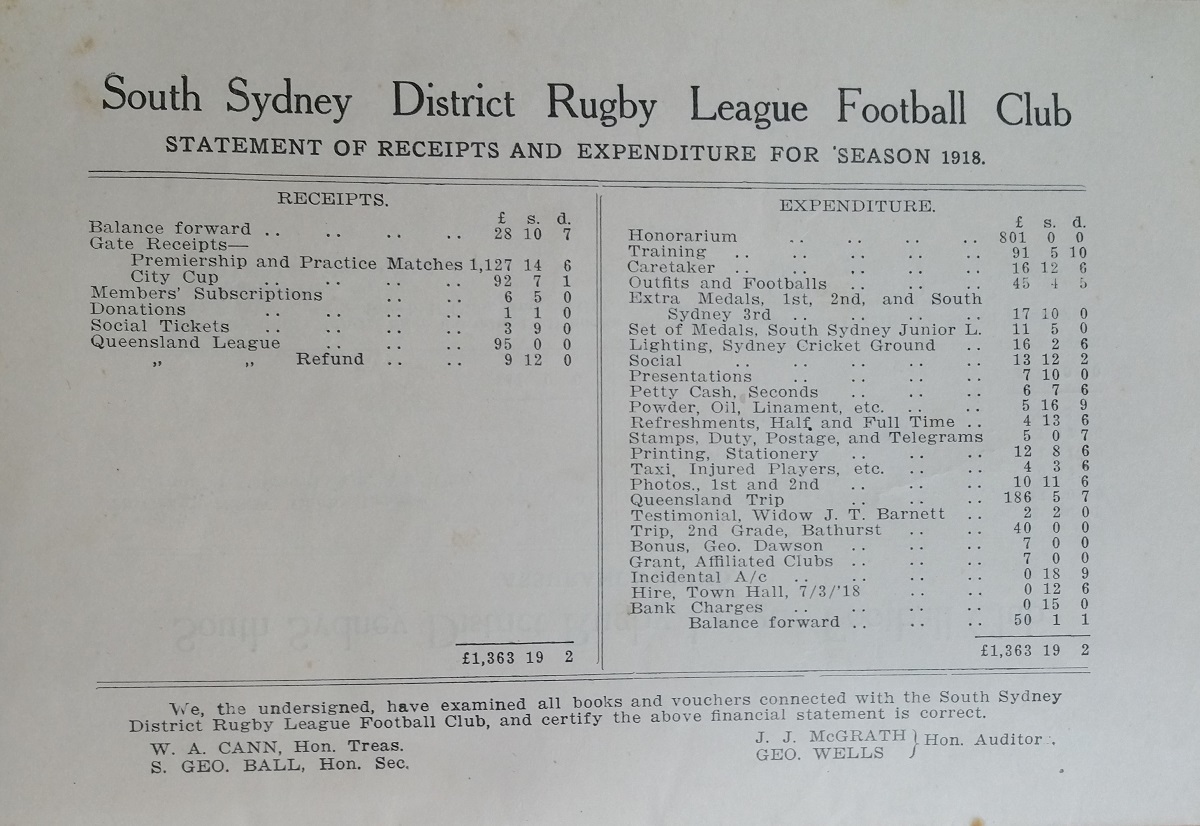 South Sydney District Rugby League Football Club
STATEMENT OF RECEIPTS AND EXPENDITURE FOR SEASON 1918.
RECEIPTS.
£ s. d.
Balance forward .. .. .. .. 28 10 7
Gate Receipts—
Premiership and Practice Matches 1,127 14 6
City Cup .. .. .. .. 92 7 1
Members' Subscriptions .. .. 6 5 0
Donations .. .. .. .. 1 1 0
Social Tickets .. .. .. .. 3 9 0
Queensland League .. .. .. 95 0 0
„ „ Refund .. .. 9 12 0
£1,363 19 2
EXPENDITURE.
£ s. d.
Honorarium .. .. .. .. 801 0 0
Training .. .. .. .. .. 91 5 10
Caretaker .. .. .. .. .. 16 12 6
Outfits and Footballs .. .. .. 45 4 5
Extra Medals, 1st, 2nd, and South
Sydney 3rd .. .. .. .. 17 10 0
Set of Medals, South Sydney Junior L. 11 5 0
Lighting, Sydney Cricket Ground .. 16 2 6
Social .. .. .. .. .. 13 12 2
Presentations .. .. .. .. 7 10 0
Petty Cash, Seconds .. .. .. 6 7 6
Powder, Oil, Linament, etc. .. .. 5 16 9
Refreshments, Half and Full Time .. 4 13 6
Stamps, Duty, Postage, and Telegrams 5 0 7
Printing, Stationery .. .. .. 12 8 6
Taxi, Injured Players, etc. .. .. 4 3 6
Photos., 1st and 2nd .. .. .. 10 11 6
Queensland Trip .. .. .. 186 5 7
Testimonial, Widow J. T. Barnett .. 2 2 0
Trip, 2nd Grade, Bathurst .. .. 40 0 0
Bonus, Geo. Dawson .. .. .. 7 0 0
Grant, Affiliated Clubs .. .. .. 7 0 0
Incidental A/c .. .. .. .. 0 18 9
Hire, Town Hall, 7/3/'18 .. .. 0 12 6
Bank Charges .. .. .. .. 0 15 0
Balance forward .. .. .. 50 1 1
£1,363 19 2
We, the undersigned, have examined all books and vouchers connected with the South Sydney
District Rugby League Football Club, and certify the above financial statement is correct.
W. A. CANN, Hon. Treas.
S. GEO. BALL, Hon. Sec.
J. J. McGRATH } Hon. Auditor
GEO. WELLS